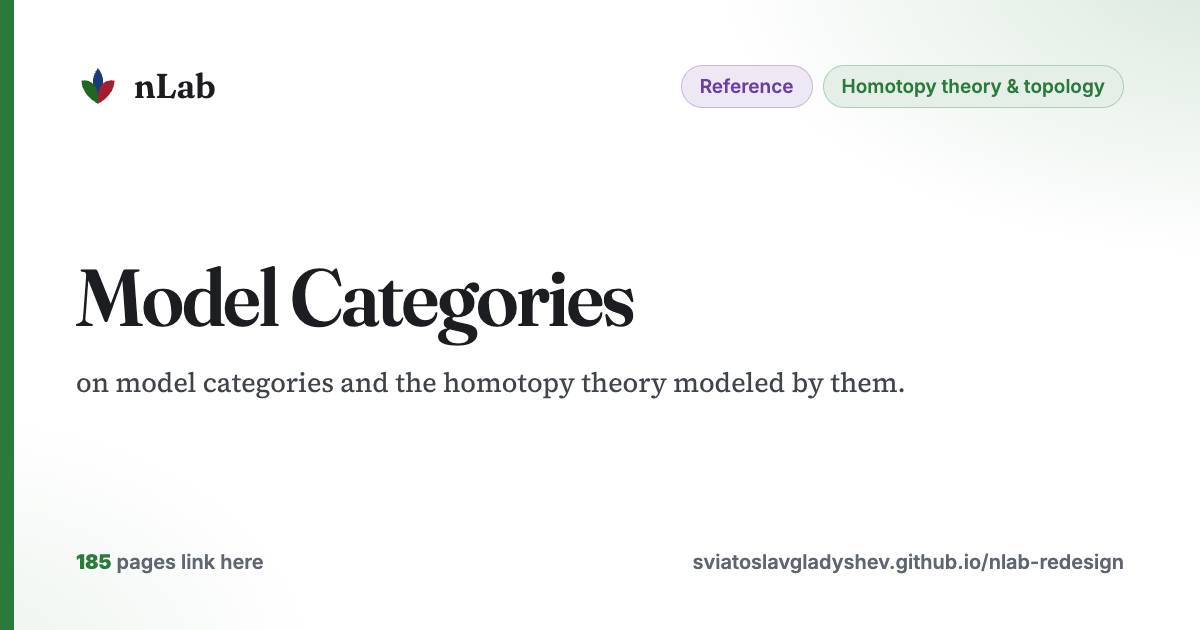 nLab
Reference
Homotopy theory & topology
Model Categories
on model categories and the homotopy theory modeled by them.
185 pages link here
sviatoslavgladyshev.github.io/nlab-redesign